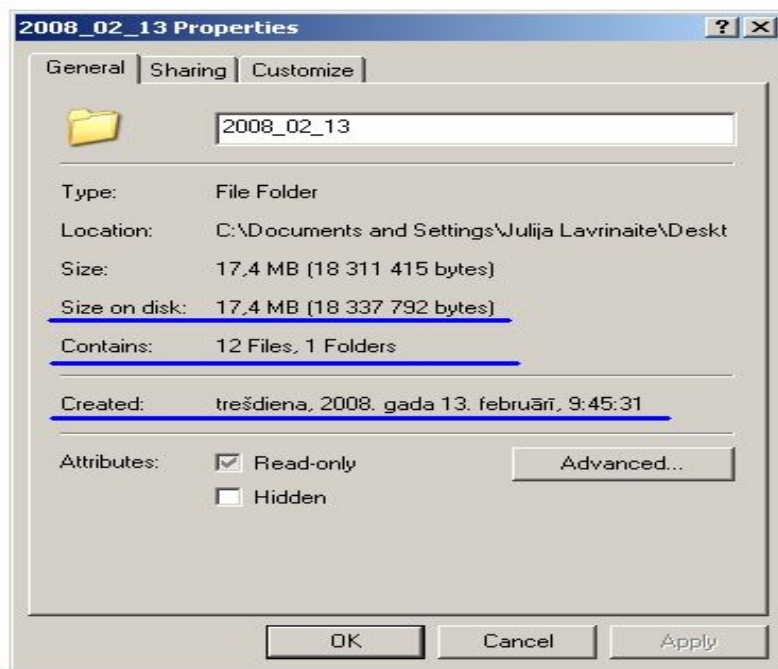 2008_02_13 Properties
General Sharing Customize
2008_02_13
Type: File Folder
Location: C:\Documents and Settings\Julija Lavrinaite\Deskt
Size: 17,4 MB (18 311 415 bytes)
Size on disk: 17,4 MB (18 337 792 bytes)
Contains: 12 Files, 1 Folders
Created: trešdiena, 2008. gada 13. februārī, 9:45:31
Attributes: Read-only Advanced...
Hidden
OK Cancel Apply